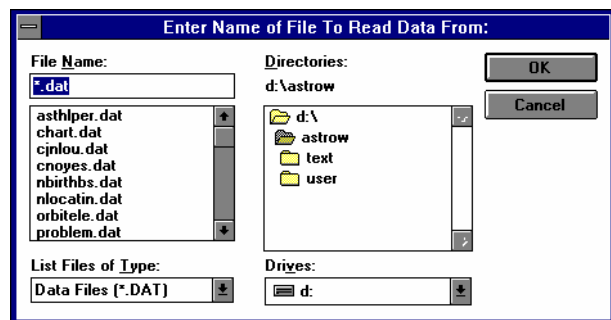 Enter Name of File To Read Data From:
File Name:
*.dat
asthlper.dat
chart.dat
cjnlou.dat
cnoyes.dat
nbirthbs.dat
nlocatin.dat
orbitele.dat
problem.dat
List Files of Type:
Data Files (*.DAT)
Directories:
d:\astrow
d:\
astrow
text
user
Drives:
d:
OK
Cancel